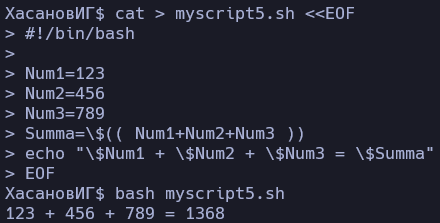 ХасановИГ$ cat > myscript5.sh <<EOF
> #!/bin/bash
>
> Num1=123
> Num2=456
> Num3=789
> Summa=\$(( Num1+Num2+Num3 ))
> echo "\$Num1 + \$Num2 + \$Num3 = \$Summa"
> EOF
ХасановИГ$ bash myscript5.sh
123 + 456 + 789 = 1368